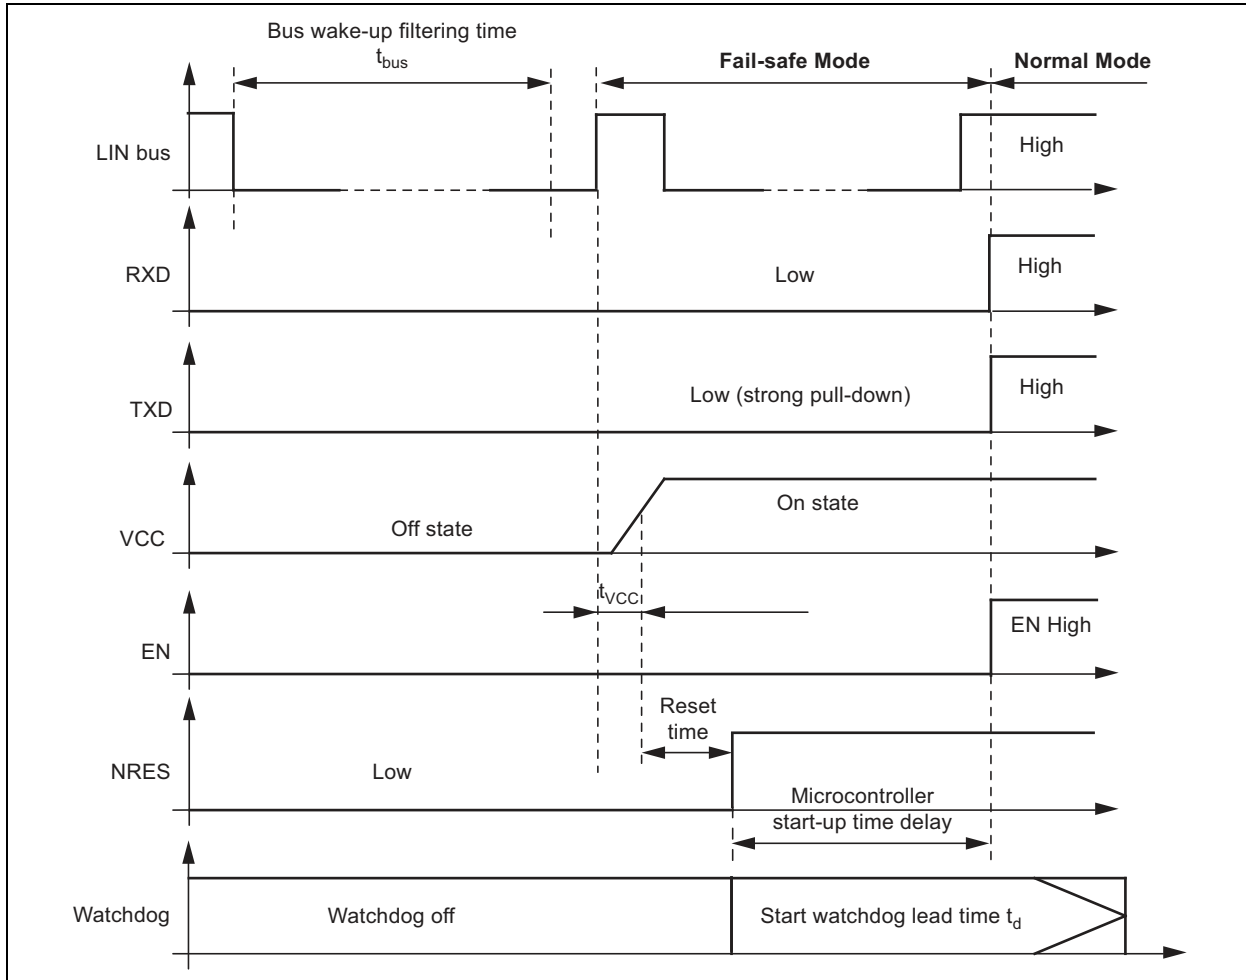 Bus wake-up filtering time
t_bus
Fail-safe Mode
Normal Mode
LIN bus
High
RXD
Low
High
TXD
Low (strong pull-down)
High
VCC
Off state
On state
t_VCC
EN
EN High
Reset
time
NRES
Low
Microcontroller
start-up time delay
Watchdog
Watchdog off
Start watchdog lead time t_d